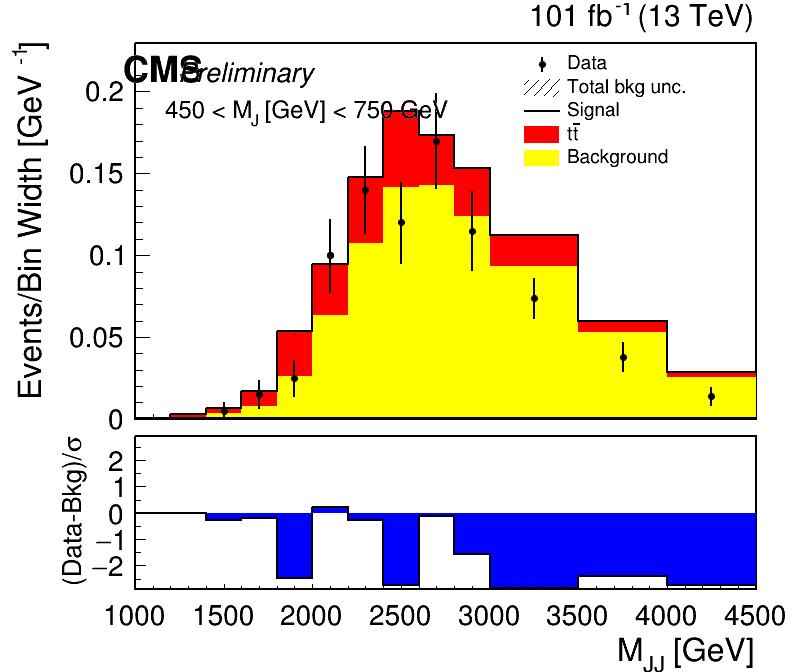 101 fb⁻¹ (13 TeV)
CMS Preliminary
450 < M_J [GeV] < 750 GeV
Data
Total bkg unc.
Signal
tt̄
Background
Events/Bin Width [GeV⁻¹]
0.2
0.15
0.1
0.05
0
(Data-Bkg)/σ
2
1
0
−1
−2
1000 1500 2000 2500 3000 3500 4000 4500
M_JJ [GeV]